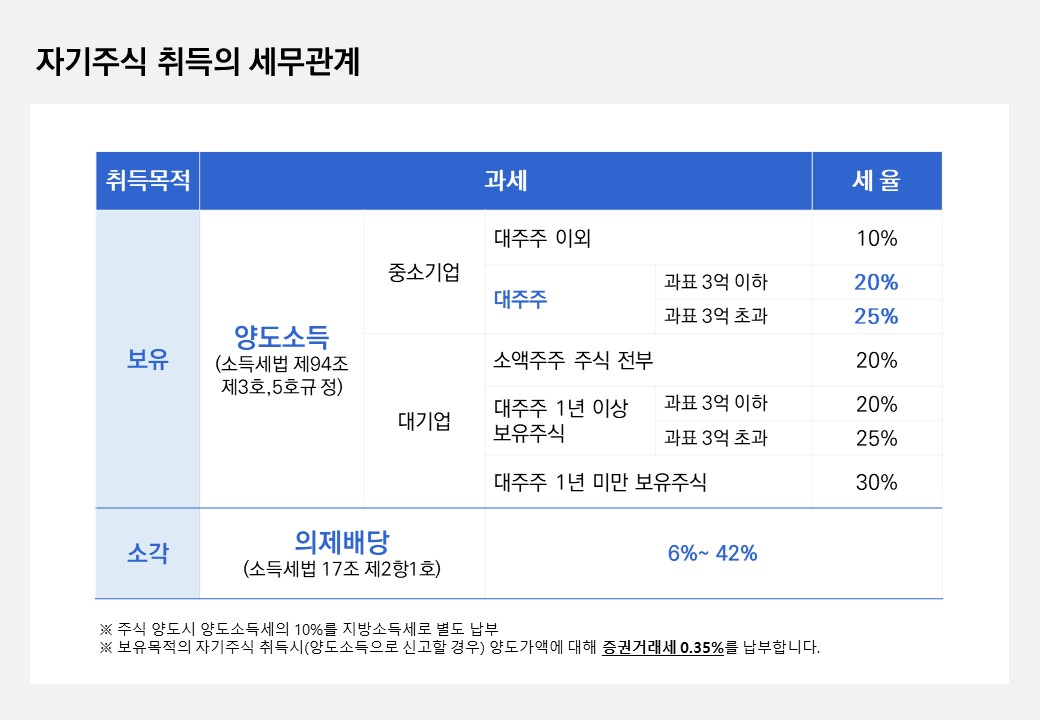 자기주식 취득의 세무관계
취득목적 과세 세 율
보유
양도소득
(소득세법 제94조
제3호,5호규정)
중소기업
대주주 이외 10%
대주주
과표 3억 이하 20%
과표 3억 초과 25%
대기업
소액주주 주식 전부 20%
대주주 1년 이상
보유주식
과표 3억 이하 20%
과표 3억 초과 25%
대주주 1년 미만 보유주식 30%
소각
의제배당
(소득세법 17조 제2항1호)
6%~ 42%
※ 주식 양도시 양도소득세의 10%를 지방소득세로 별도 납부
※ 보유목적의 자기주식 취득시(양도소득으로 신고할 경우) 양도가액에 대해 증권거래세 0.35%를 납부합니다.